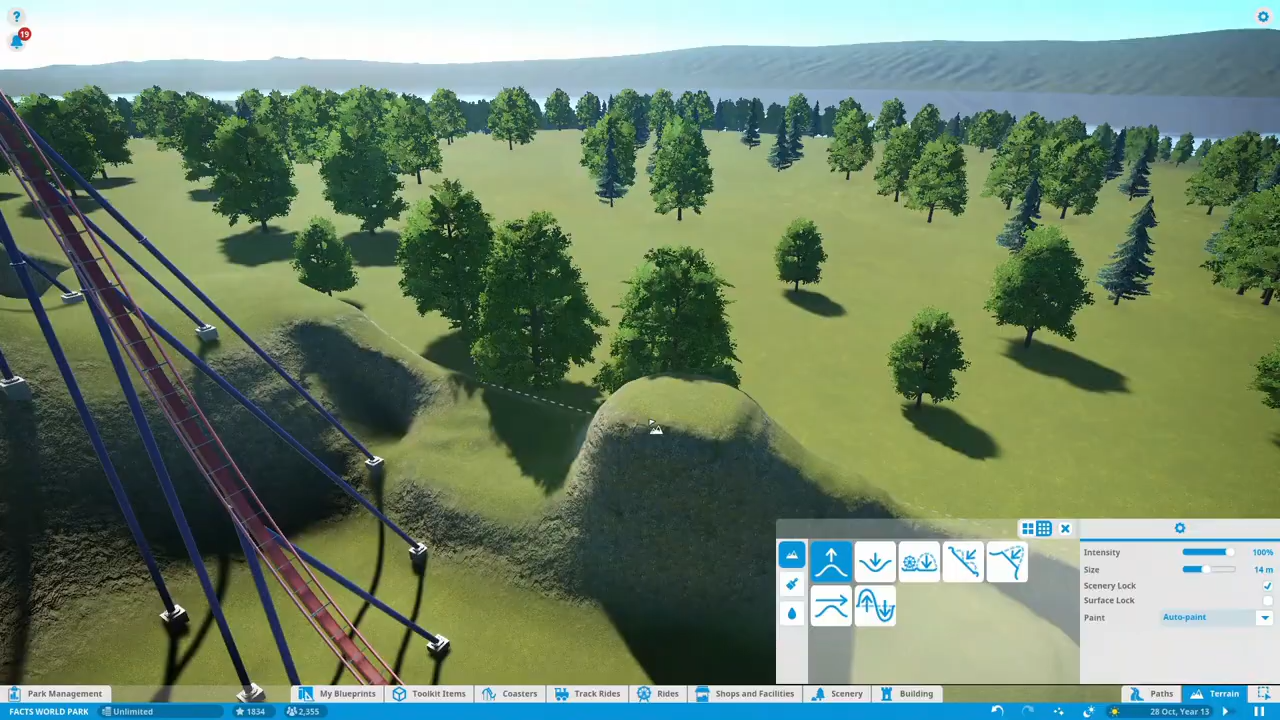 ?
19
Intensity 100%
Size 14 m
Scenery Lock
Surface Lock
Paint Auto-paint
Park Management My Blueprints Toolkit Items Coasters Track Rides Rides Shops and Facilities Scenery Building Paths Terrain
FACTS WORLD PARK Unlimited 1834 2,355 28 Oct, Year 13